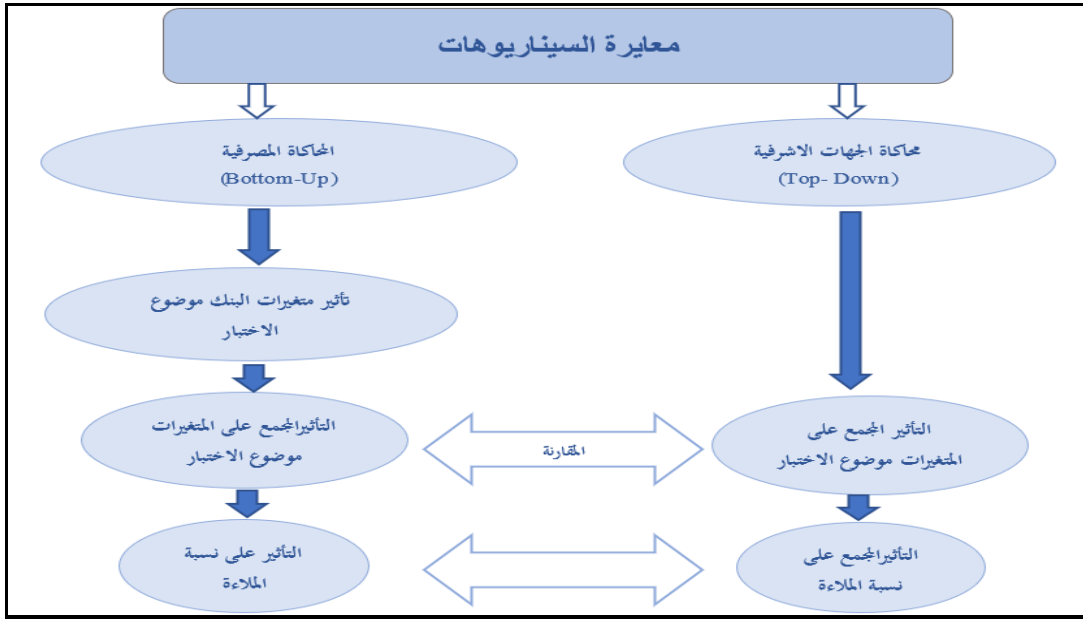 معايرة السيناريوهات
محاكاة الجهات الاشرفية
(Top- Down)
المحاكاة المصرفية
(Bottom-Up)
تأثير متغيرات البنك موضوع
الاختبار
التأثير المجمع على
المتغيرات موضوع الاختبار
المقارنة
التأثيرالمجمع على المتغيرات
موضوع الاختبار
التأثيرالمجمع على
نسبة الملاءة
التأثير على نسبة
الملاءة